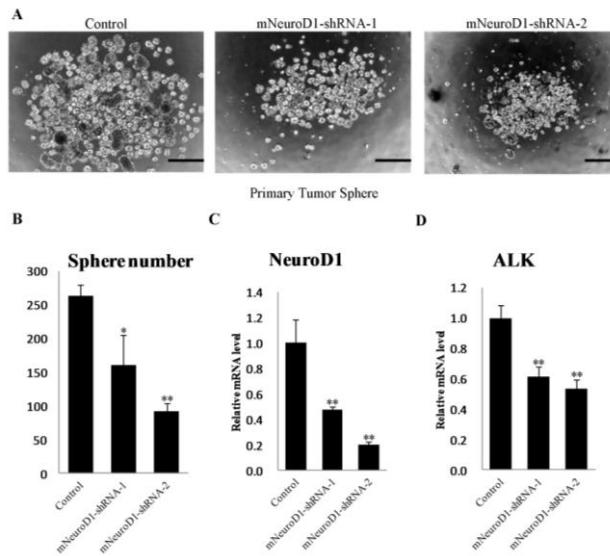 A
Control
mNeuroD1-shRNA-1
mNeuroD1-shRNA-2
Primary Tumor Sphere
B
Sphere number
300
250
200
150
100
50
0
*
**
Control
mNeuroD1-shRNA-1
mNeuroD1-shRNA-2
C
NeuroD1
Relative mRNA level
1.4
1.2
1.0
0.8
0.6
0.4
0.2
0.0
**
**
Control
mNeuroD1-shRNA-1
mNeuroD1-shRNA-2
D
ALK
Relative mRNA level
1.2
1.0
0.8
0.6
0.4
0.2
0.0
**
**
Control
mNeuroD1-shRNA-1
mNeuroD1-shRNA-2